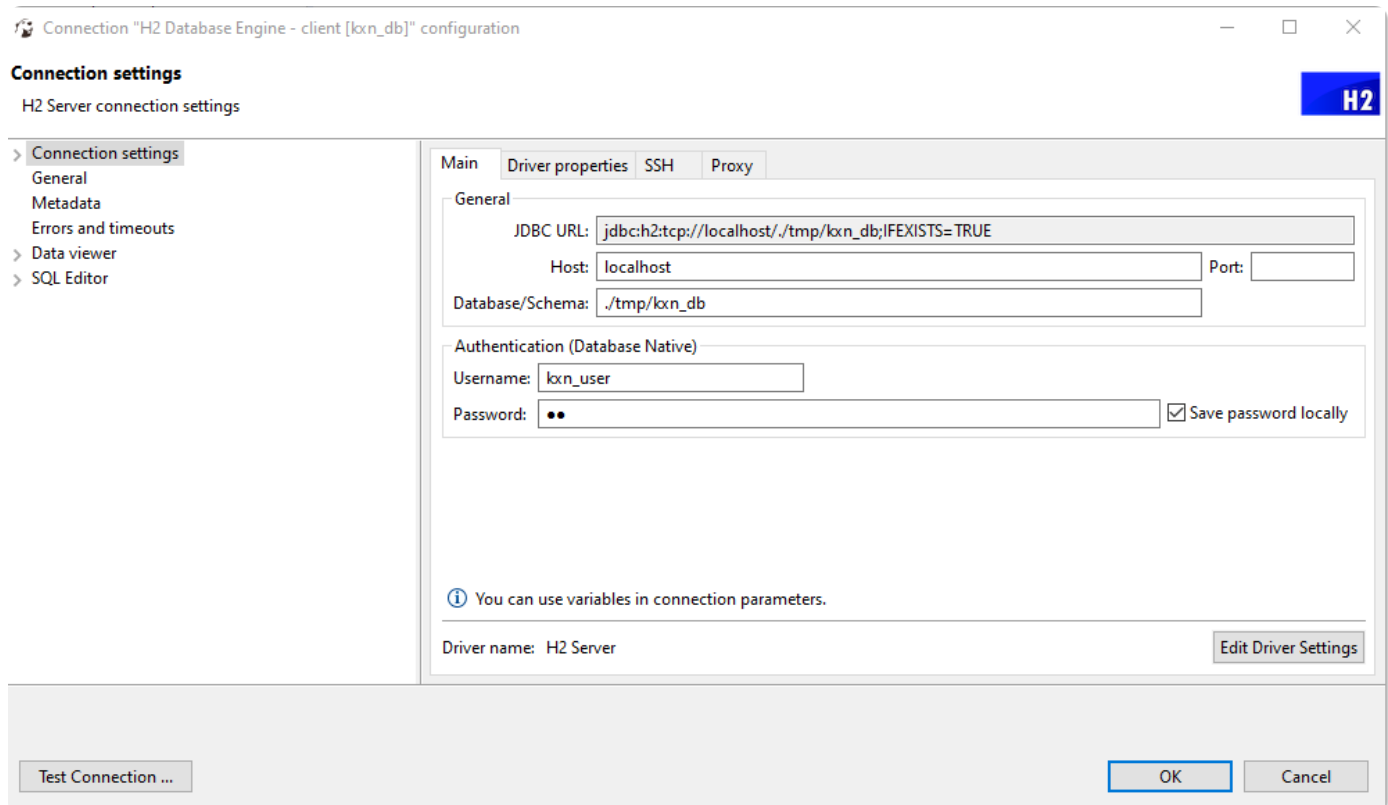 Connection "H2 Database Engine - client [kxn_db]" configuration
Connection settings
H2 Server connection settings
H2
Connection settings
General
Metadata
Errors and timeouts
Data viewer
SQL Editor
Main Driver properties SSH Proxy
General
JDBC URL: jdbc:h2:tcp://localhost/./tmp/kxn_db;IFEXISTS=TRUE
Host: localhost Port:
Database/Schema: ./tmp/kxn_db
Authentication (Database Native)
Username: kxn_user
Password: •• Save password locally
You can use variables in connection parameters.
Driver name: H2 Server Edit Driver Settings
Test Connection ... OK Cancel